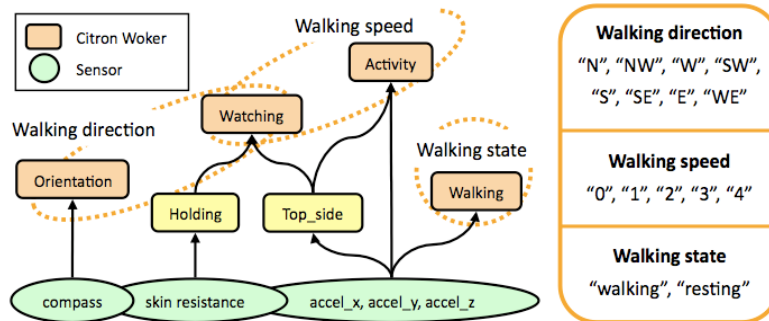 Citron Woker
Sensor
Walking speed
Activity
Watching
Walking direction
Walking state
Orientation
Walking
Holding
Top_side
compass
skin resistance
accel_x, accel_y, accel_z
Walking direction
“N”, “NW”, “W”, “SW”,
“S”, “SE”, “E”, “WE”
Walking speed
“0”, “1”, “2”, “3”, “4”
Walking state
“walking”, “resting”